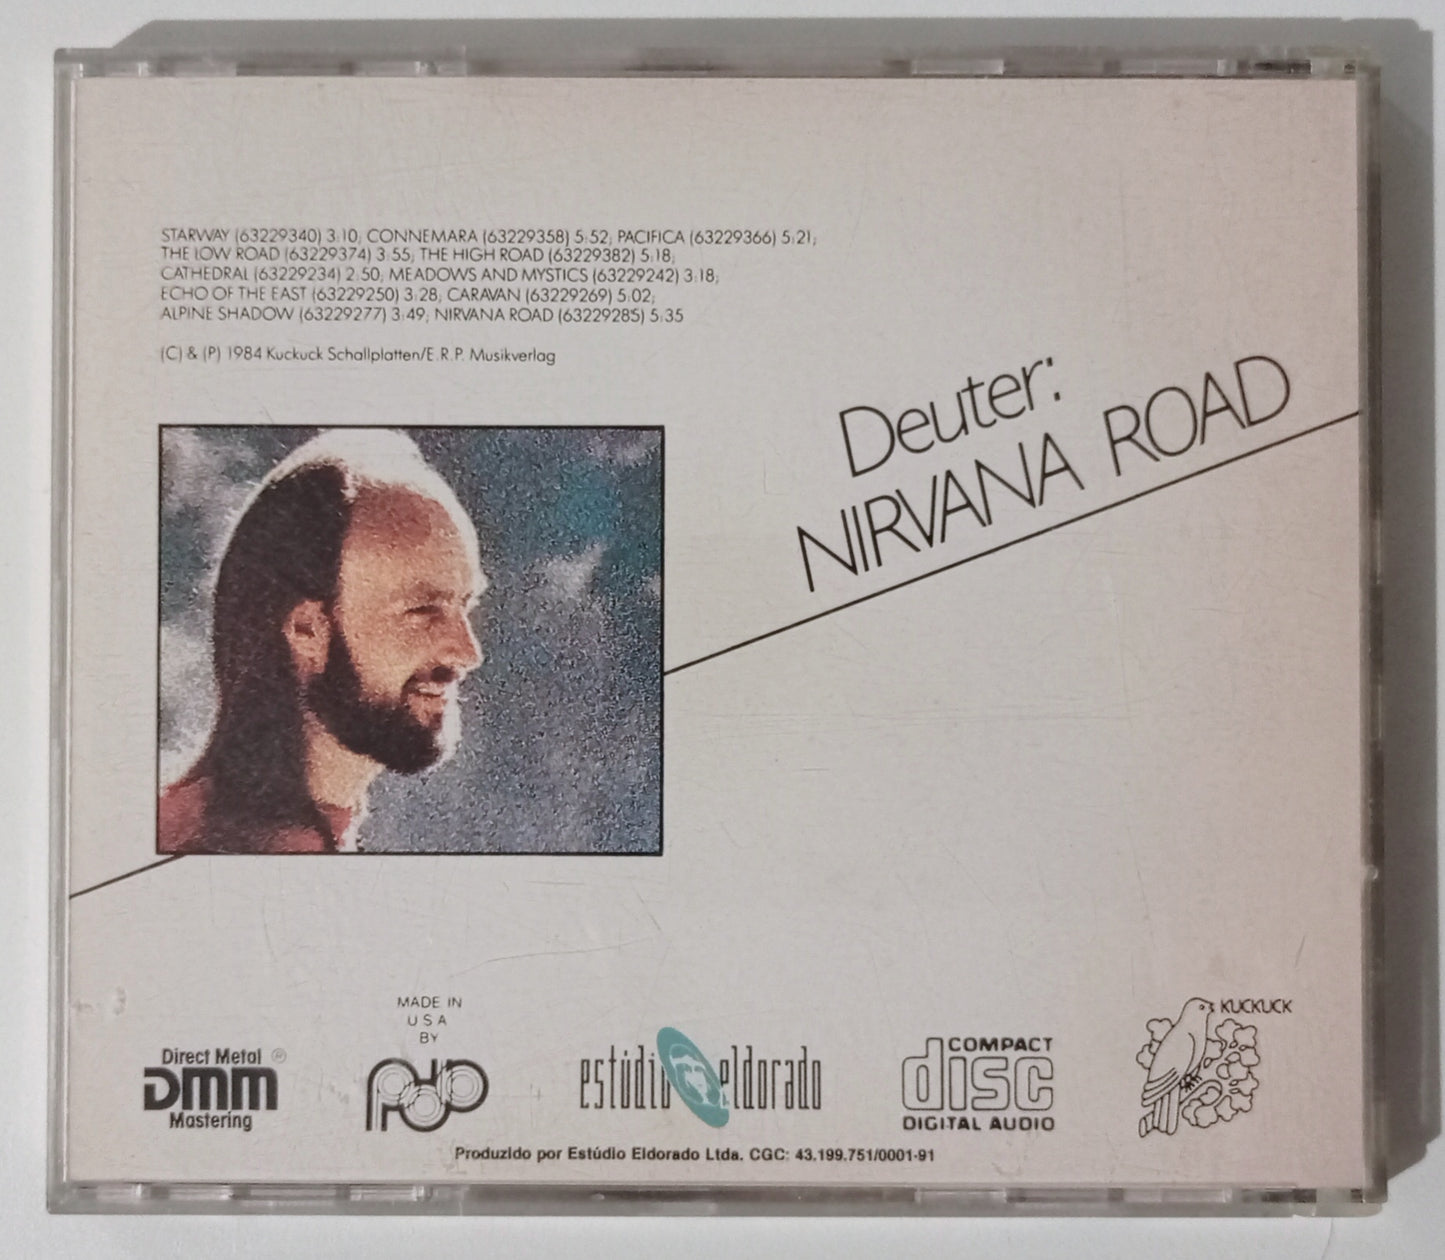 STARWAY (63229340) 3:10; CONNEMARA (63229358) 5:52; PACIFICA (63229366) 5:21;
THE LOW ROAD (63229374) 3:55; THE HIGH ROAD (63229382) 5:18;
CATHEDRAL (63229234) 2:50; MEADOWS AND MYSTICS (63229242) 3:18;
ECHO OF THE EAST (63229250) 3:28; CARAVAN (63229269) 5:02;
ALPINE SHADOW (63229277) 3:49; NIRVANA ROAD (63229285) 5:35
(C) & (P) 1984 Kuckuck Schallplatten/E.R.P. Musikverlag
Deuter:
NIRVANA ROAD
Direct Metal ®
DMM
Mastering
MADE IN
USA
BY
PDO
estúdio eldorado
COMPACT
disc
DIGITAL AUDIO
KUCKUCK
Produzido por Estúdio Eldorado Ltda. CGC: 43.199.751/0001-91